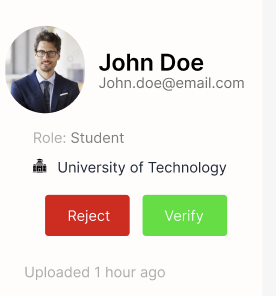 John Doe
John.doe@email.com
Role: Student
University of Technology
Reject Verify
Uploaded 1 hour ago